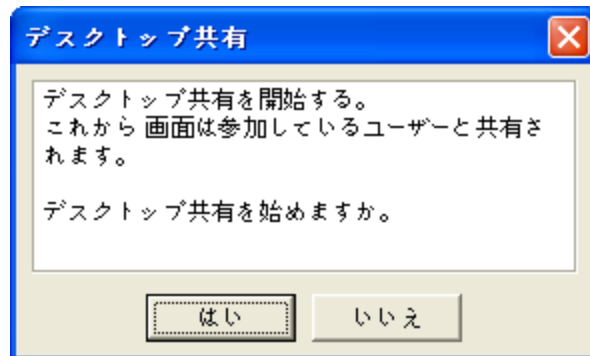 デスクトップ共有
デスクトップ共有を開始する。
これから 画面は参加しているユーザーと共有さ
れます。
デスクトップ共有を始めますか。
はい
いいえ